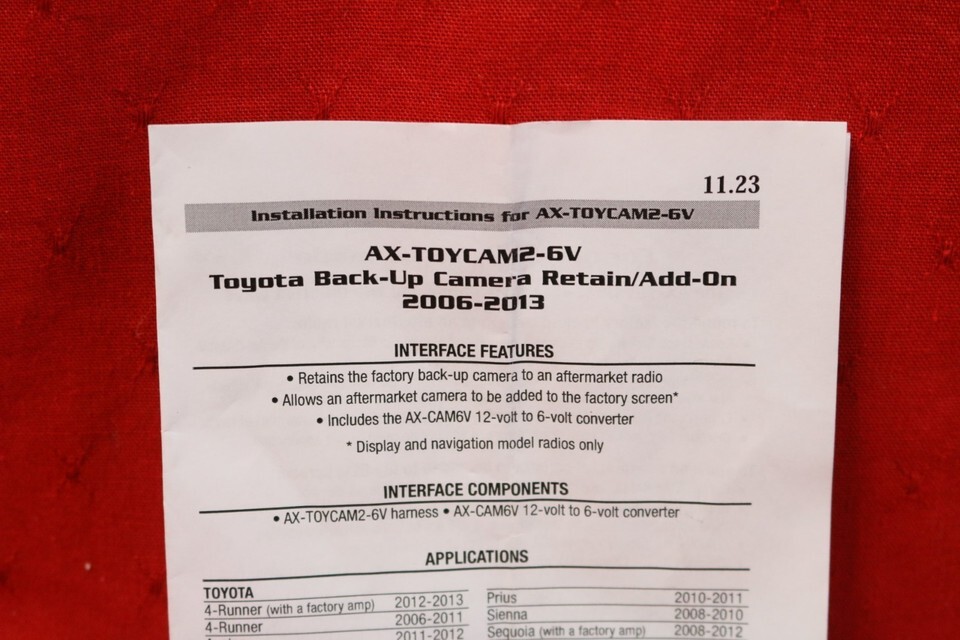 11.23
Installation Instructions for AX-TOYCAM2-6V
AX-TOYCAM2-6V
Toyota Back-Up Camera Retain/Add-On
2006-2013
INTERFACE FEATURES
• Retains the factory back-up camera to an aftermarket radio
• Allows an aftermarket camera to be added to the factory screen*
• Includes the AX-CAM6V 12-volt to 6-volt converter
* Display and navigation model radios only
INTERFACE COMPONENTS
• AX-TOYCAM2-6V harness • AX-CAM6V 12-volt to 6-volt converter
APPLICATIONS
TOYOTA
4-Runner (with a factory amp) 2012-2013
4-Runner 2006-2011
2011-2012
Prius 2010-2011
Sienna 2008-2010
Sequoia (with a factory amp) 2008-2012